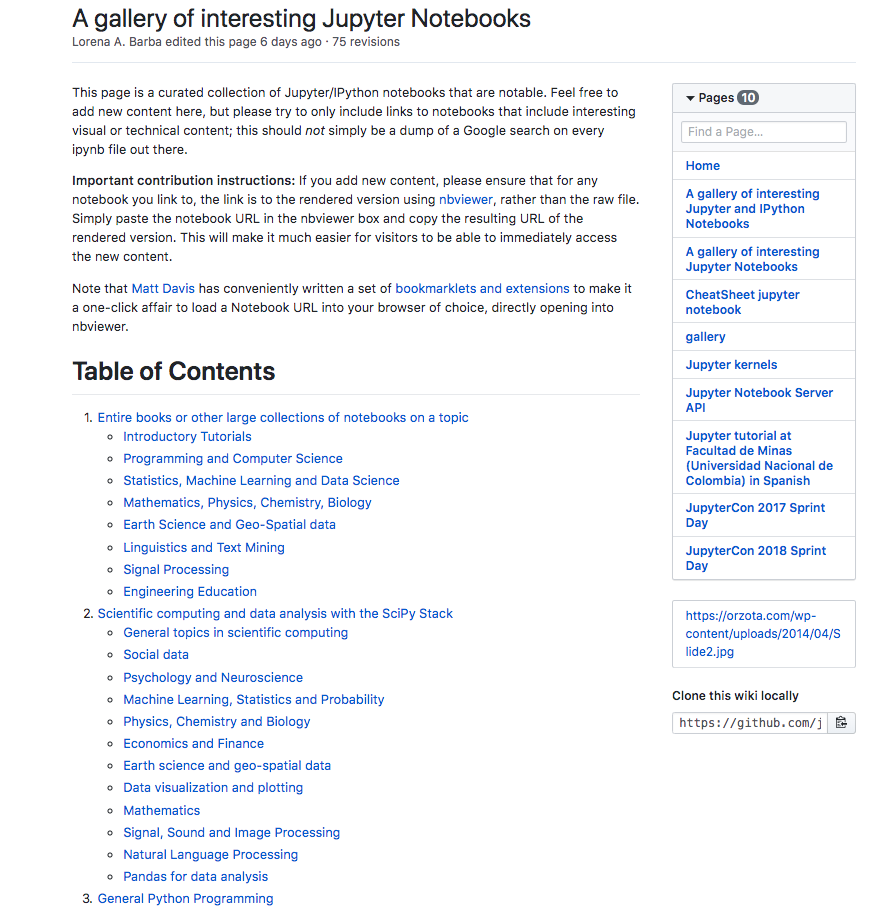 A gallery of interesting Jupyter Notebooks
Lorena A. Barba edited this page 6 days ago · 75 revisions
This page is a curated collection of Jupyter/IPython notebooks that are notable. Feel free to
add new content here, but please try to only include links to notebooks that include interesting
visual or technical content; this should not simply be a dump of a Google search on every
ipynb file out there.
Important contribution instructions: If you add new content, please ensure that for any
notebook you link to, the link is to the rendered version using nbviewer, rather than the raw file.
Simply paste the notebook URL in the nbviewer box and copy the resulting URL of the
rendered version. This will make it much easier for visitors to be able to immediately access
the new content.
Note that Matt Davis has conveniently written a set of bookmarklets and extensions to make it
a one-click affair to load a Notebook URL into your browser of choice, directly opening into
nbviewer.
Table of Contents
1. Entire books or other large collections of notebooks on a topic
Introductory Tutorials
Programming and Computer Science
Statistics, Machine Learning and Data Science
Mathematics, Physics, Chemistry, Biology
Earth Science and Geo-Spatial data
Linguistics and Text Mining
Signal Processing
Engineering Education
2. Scientific computing and data analysis with the SciPy Stack
General topics in scientific computing
Social data
Psychology and Neuroscience
Machine Learning, Statistics and Probability
Physics, Chemistry and Biology
Economics and Finance
Earth science and geo-spatial data
Data visualization and plotting
Mathematics
Signal, Sound and Image Processing
Natural Language Processing
Pandas for data analysis
3. General Python Programming
Pages 10
Find a Page...
Home
A gallery of interesting
Jupyter and IPython
Notebooks
A gallery of interesting
Jupyter Notebooks
CheatSheet jupyter
notebook
gallery
Jupyter kernels
Jupyter Notebook Server
API
Jupyter tutorial at
Facultad de Minas
(Universidad Nacional de
Colombia) in Spanish
JupyterCon 2017 Sprint
Day
JupyterCon 2018 Sprint
Day
https://orzota.com/wp-
content/uploads/2014/04/S
lide2.jpg
Clone this wiki locally
https://github.com/j